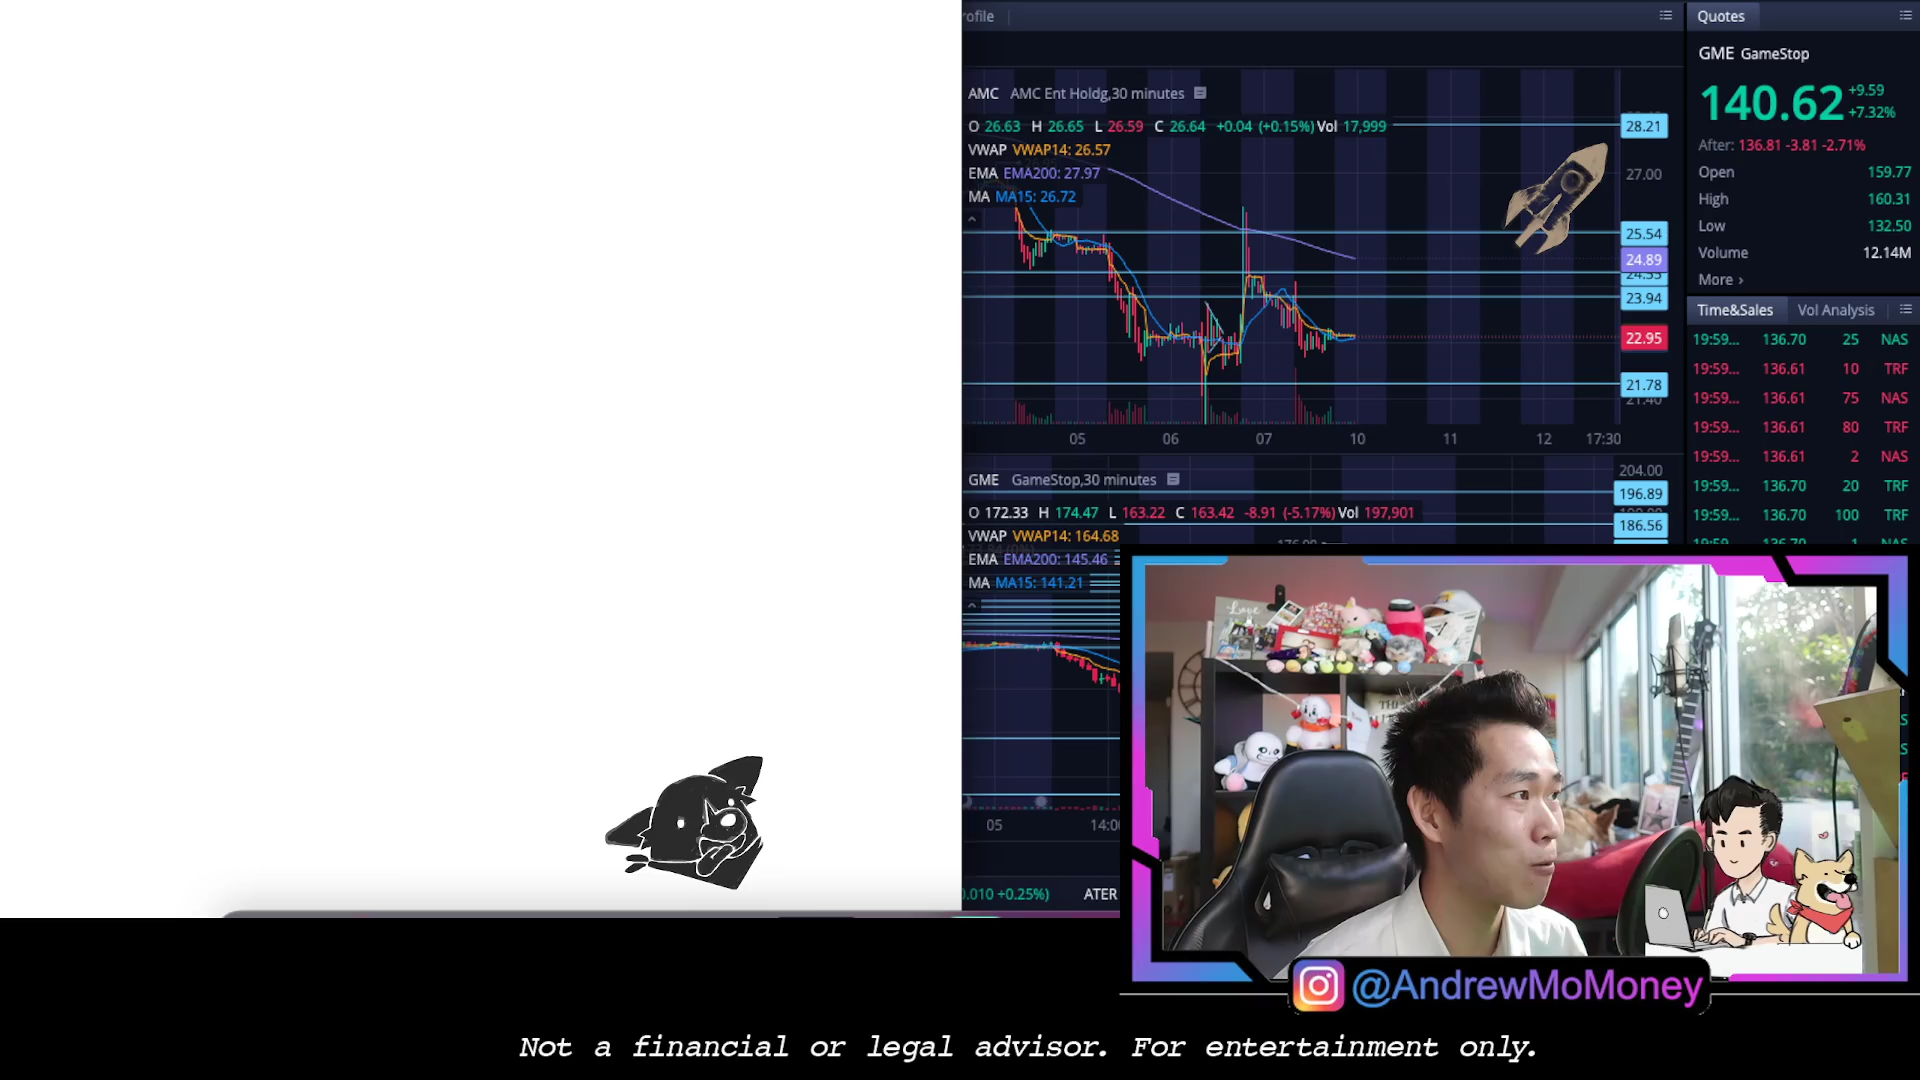 ofile
AMC AMC Ent Holdg,30 minutes
O 26.63 H 26.65 L 26.59 C 26.64 +0.04 (+0.15%) Vol 17,999
VWAP VWAP14: 26.57
EMA EMA200: 27.97
MA MA15: 26.72
28.21
27.00
25.54
24.89
23.94
22.95
21.78
21.40
05 06 07 10 11 12 17:30
GME GameStop,30 minutes
O 172.33 H 174.47 L 163.22 C 163.42 -8.91 (-5.17%) Vol 197,901
VWAP VWAP14: 164.68
EMA EMA200: 145.46
MA MA15: 141.21
204.00
196.89
186.56
05 14:0
.010 +0.25%) ATER
Quotes
GME GameStop
140.62 +9.59
+7.32%
After: 136.81 -3.81 -2.71%
Open 159.77
High 160.31
Low 132.50
Volume 12.14M
More ›
Time&Sales Vol Analysis
19:59... 136.70 25 NAS
19:59... 136.61 10 TRF
19:59... 136.61 75 NAS
19:59... 136.61 80 TRF
19:59... 136.61 2 NAS
19:59... 136.70 20 TRF
19:59... 136.70 100 TRF
Love
@AndrewMoMoney
Not a financial or legal advisor. For entertainment only.